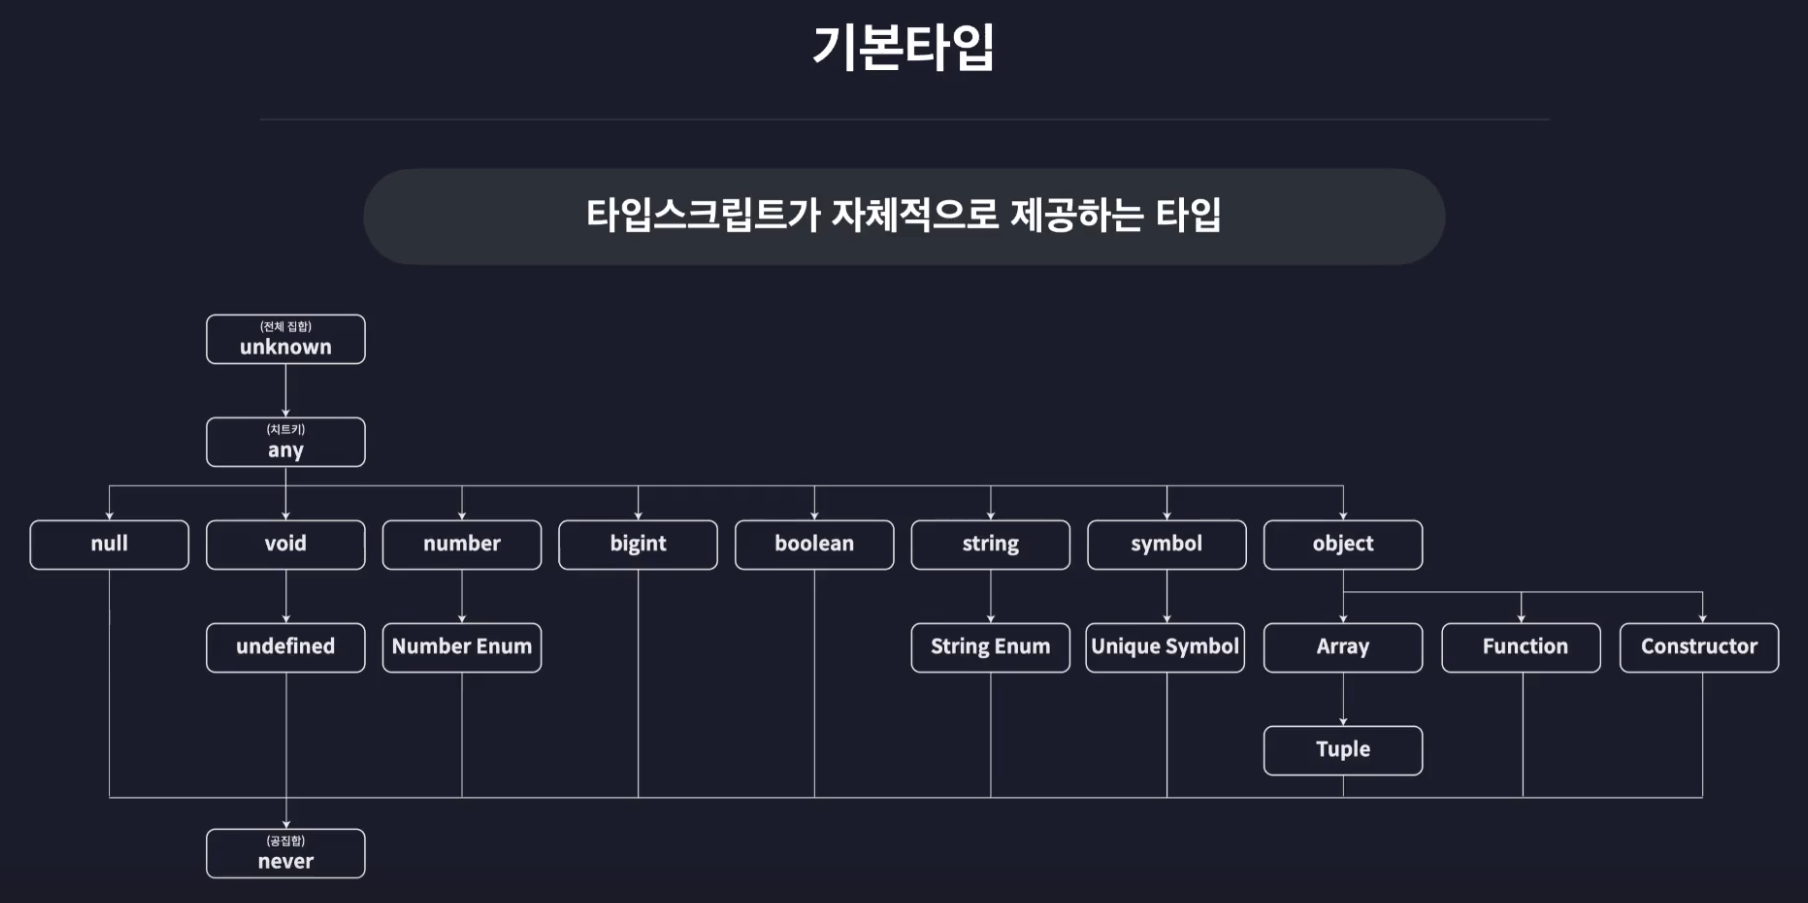 기본타입
타입스크립트가 자체적으로 제공하는 타입
(전체 집합)
unknown
(치트키)
any
null
void
number
bigint
boolean
string
symbol
object
undefined
Number Enum
String Enum
Unique Symbol
Array
Function
Constructor
Tuple
(공집합)
never